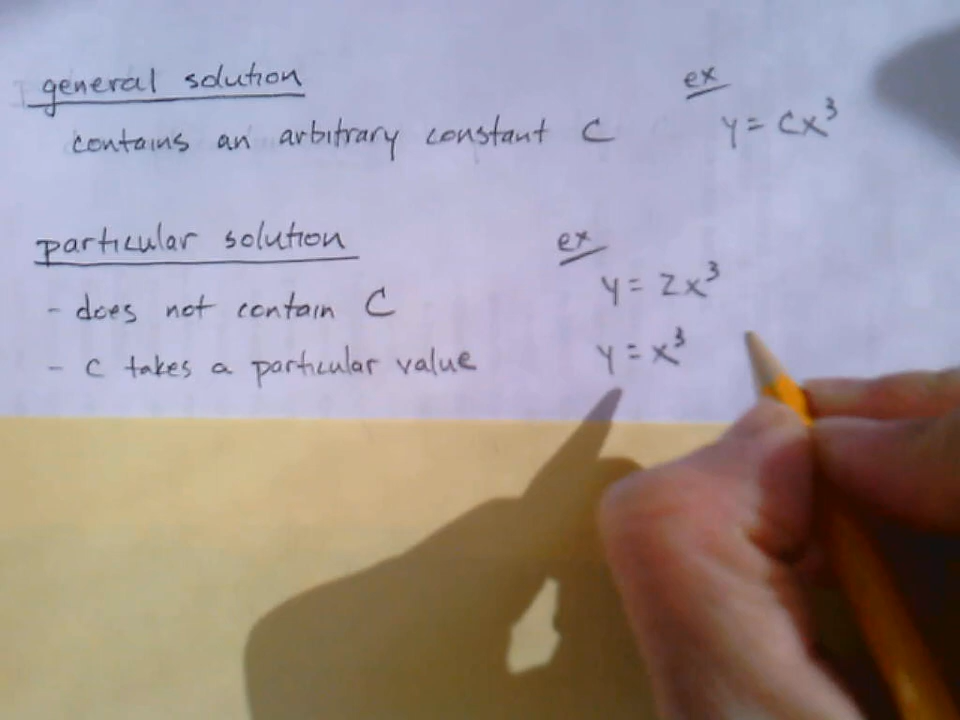 general solution
ex
contains an arbitrary constant C
y = Cx³
particular solution
ex
- does not contain C
y = 2x³
- C takes a particular value
y = x³